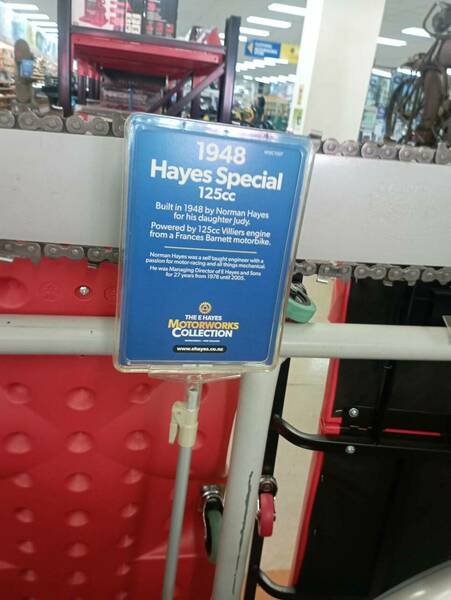 1948
Hayes Special
125cc
Built in 1948 by Norman Hayes
for his daughter Judy.
Powered by 125cc Villiers engine
from a Frances Barnett motorbike.
Norman Hayes was a self taught engineer with a
passion for motor-racing and all things mechanical.
He was Managing Director of E Hayes and Sons
for 27 years from 1978 until 2005.
THE E HAYES
MOTORWORKS
COLLECTION
www.ehayes.co.nz